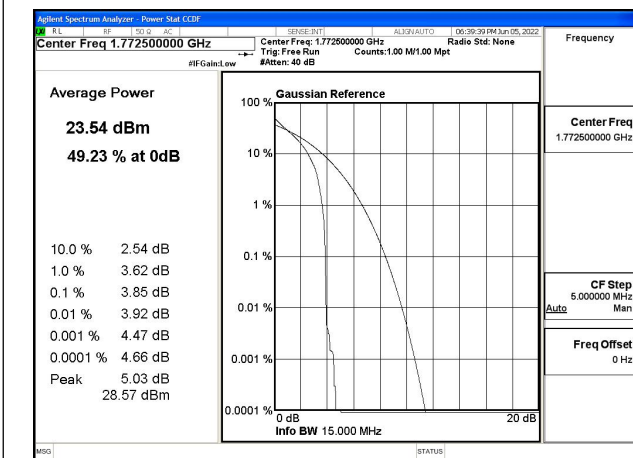 Agilent Spectrum Analyzer - Power Stat CCDF
LXI RL RF 50 Ω AC SENSE:INT ALIGN AUTO 06:39:39 PM Jun 05, 2022
Center Freq 1.772500000 GHz
Center Freq: 1.772500000 GHz Radio Std: None
Trig: Free Run Counts:1.00 M/1.00 Mpt
#IFGain:Low #Atten: 40 dB
Frequency
Average Power
23.54 dBm
49.23 % at 0dB
10.0 % 2.54 dB
1.0 % 3.62 dB
0.1 % 3.85 dB
0.01 % 3.92 dB
0.001 % 4.47 dB
0.0001 % 4.66 dB
Peak 5.03 dB
28.57 dBm
Gaussian Reference
100 %
10 %
1 %
0.1 %
0.01 %
0.001 %
0.0001 %
0 dB 20 dB
Info BW 15.000 MHz
Center Freq
1.772500000 GHz
CF Step
5.000000 MHz
Auto Man
Freq Offset
0 Hz
MSG STATUS